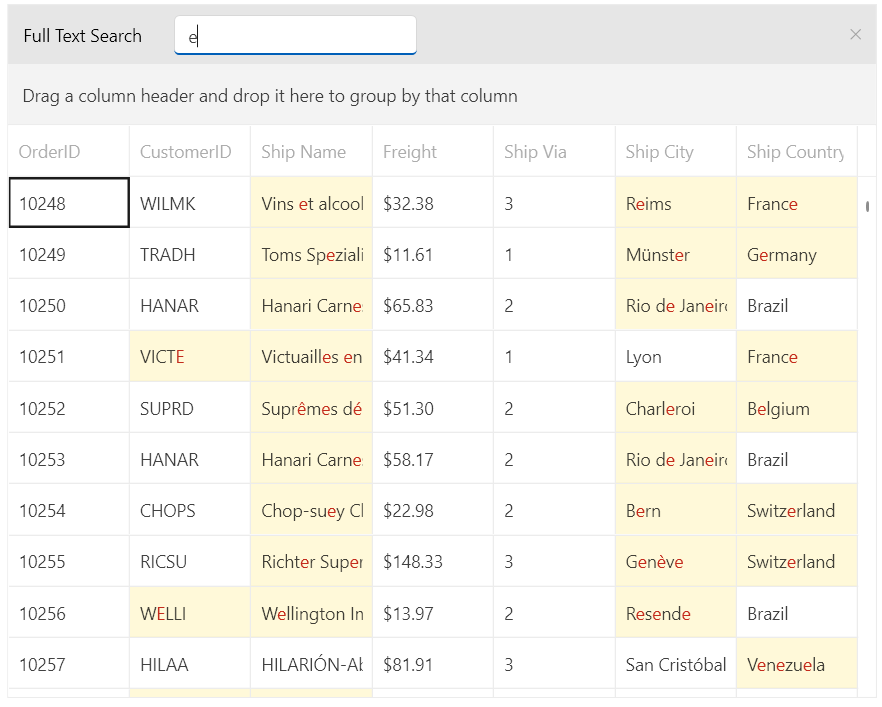 Full Text Search e
Drag a column header and drop it here to group by that column
OrderID CustomerID Ship Name Freight Ship Via Ship City Ship Country
10248 WILMK Vins et alcool $32.38 3 Reims France
10249 TRADH Toms Speziali $11.61 1 Münster Germany
10250 HANAR Hanari Carne $65.83 2 Rio de Janeiro Brazil
10251 VICTE Victuailles en $41.34 1 Lyon France
10252 SUPRD Suprêmes dé $51.30 2 Charleroi Belgium
10253 HANAR Hanari Carne $58.17 2 Rio de Janeiro Brazil
10254 CHOPS Chop-suey Cl $22.98 2 Bern Switzerland
10255 RICSU Richter Super $148.33 3 Genève Switzerland
10256 WELLI Wellington In $13.97 2 Resende Brazil
10257 HILAA HILARIÓN-Ab $81.91 3 San Cristóbal Venezuela